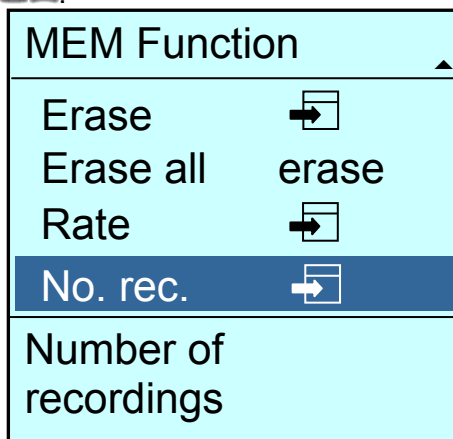 MEM Function
Erase
Erase all erase
Rate
No. rec.
Number of
recordings